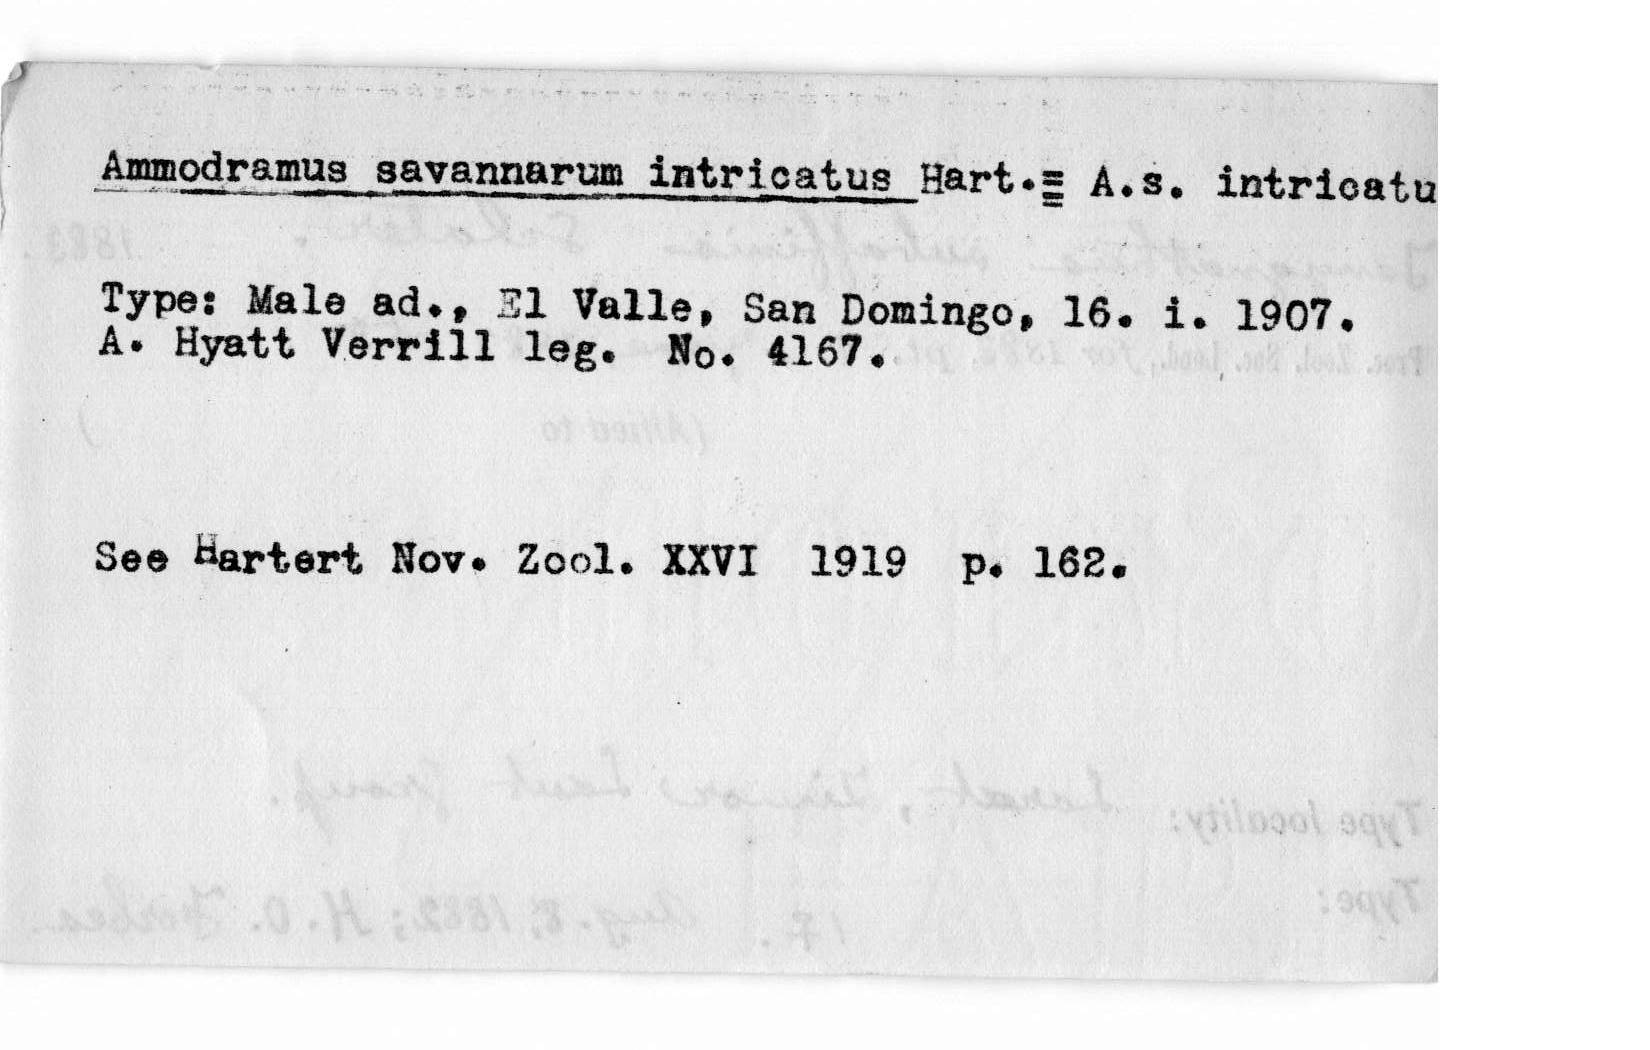 Ammodramus savannarum intricatus Hart.≡ A.s. intricatu
Type: Male ad., El Valle, San Domingo, 16. i. 1907.
A. Hyatt Verrill leg. No. 4167.
See Hartert Nov. Zool. XXVI 1919 p. 162.